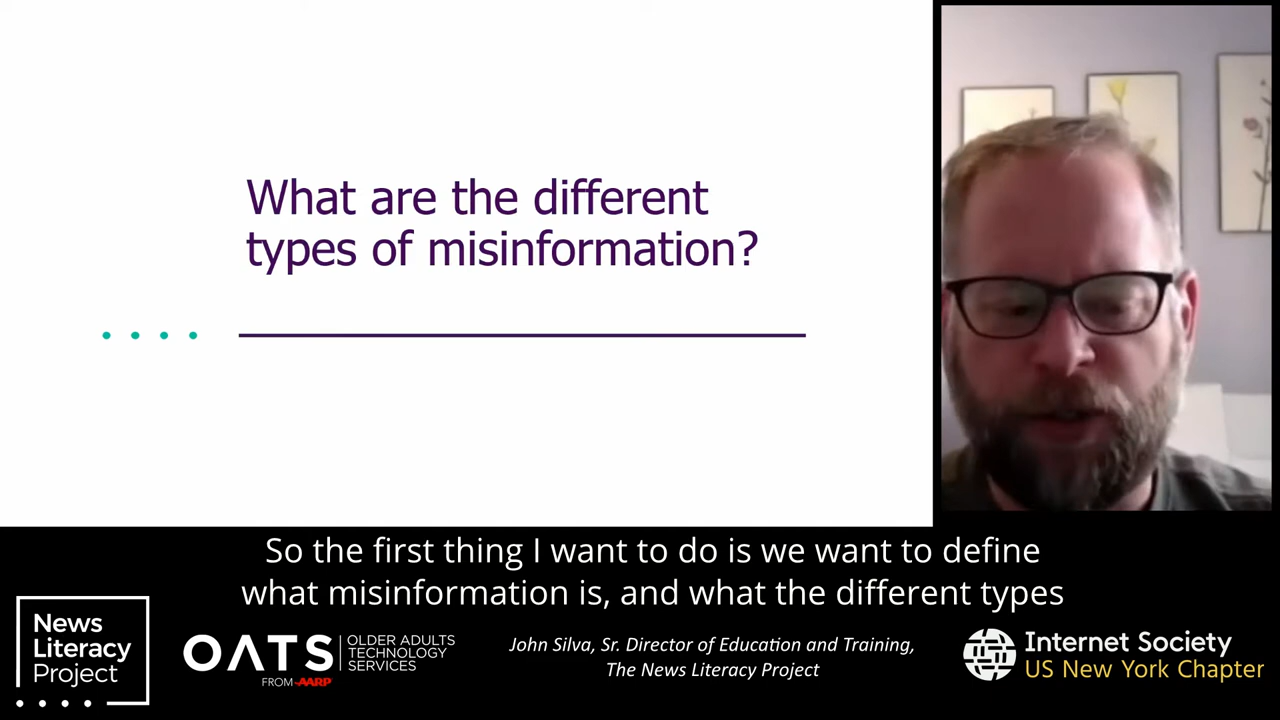 What are the different
types of misinformation?
So the first thing I want to do is we want to define
what misinformation is, and what the different types
News
Literacy
Project
OATS
OLDER ADULTS
TECHNOLOGY
SERVICES
FROM AARP
John Silva, Sr. Director of Education and Training,
The News Literacy Project
Internet Society
US New York Chapter